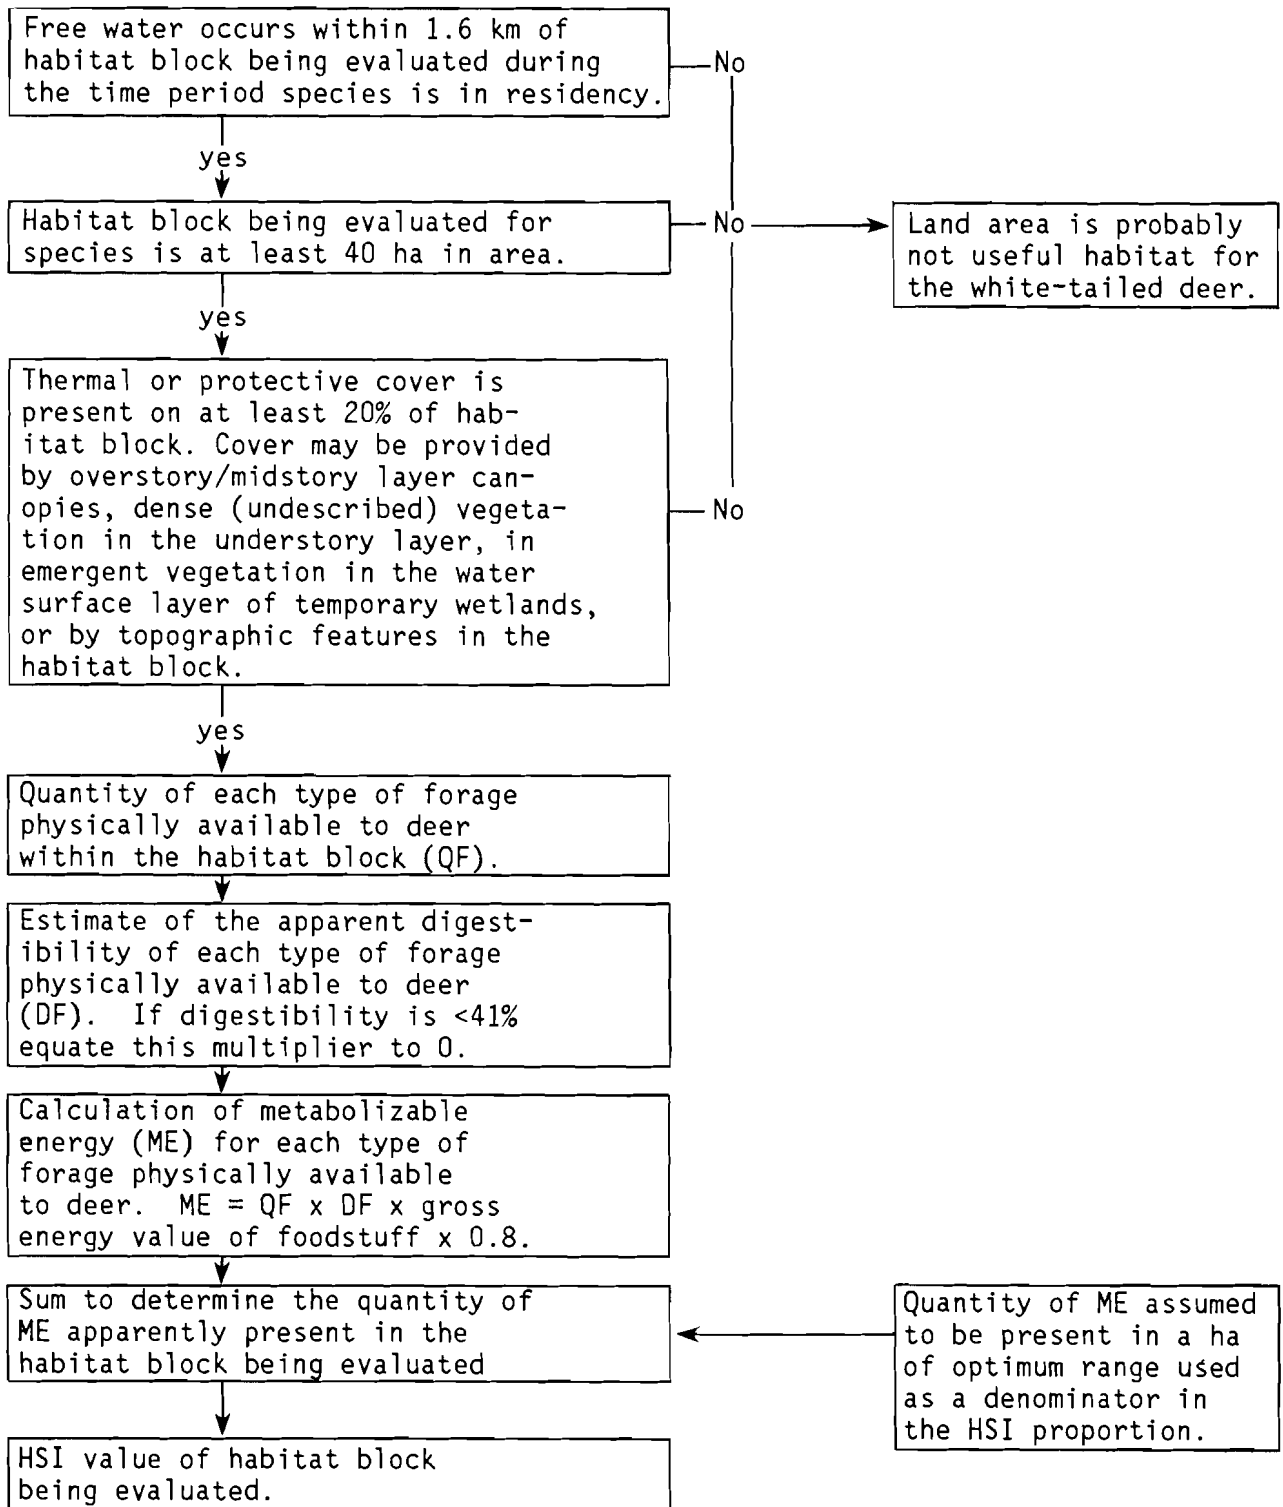 Free water occurs within 1.6 km of
habitat block being evaluated during
the time period species is in residency.
No
yes
Habitat block being evaluated for
species is at least 40 ha in area.
No
Land area is probably
not useful habitat for
the white-tailed deer.
yes
Thermal or protective cover is
present on at least 20% of hab-
itat block. Cover may be provided
by overstory/midstory layer can-
opies, dense (undescribed) vegeta-
tion in the understory layer, in
emergent vegetation in the water
surface layer of temporary wetlands,
or by topographic features in the
habitat block.
No
yes
Quantity of each type of forage
physically available to deer
within the habitat block (QF).
Estimate of the apparent digest-
ibility of each type of forage
physically available to deer
(DF). If digestibility is <41%
equate this multiplier to 0.
Calculation of metabolizable
energy (ME) for each type of
forage physically available
to deer. ME = QF x DF x gross
energy value of foodstuff x 0.8.
Sum to determine the quantity of
ME apparently present in the
habitat block being evaluated
Quantity of ME assumed
to be present in a ha
of optimum range used
as a denominator in
the HSI proportion.
HSI value of habitat block
being evaluated.